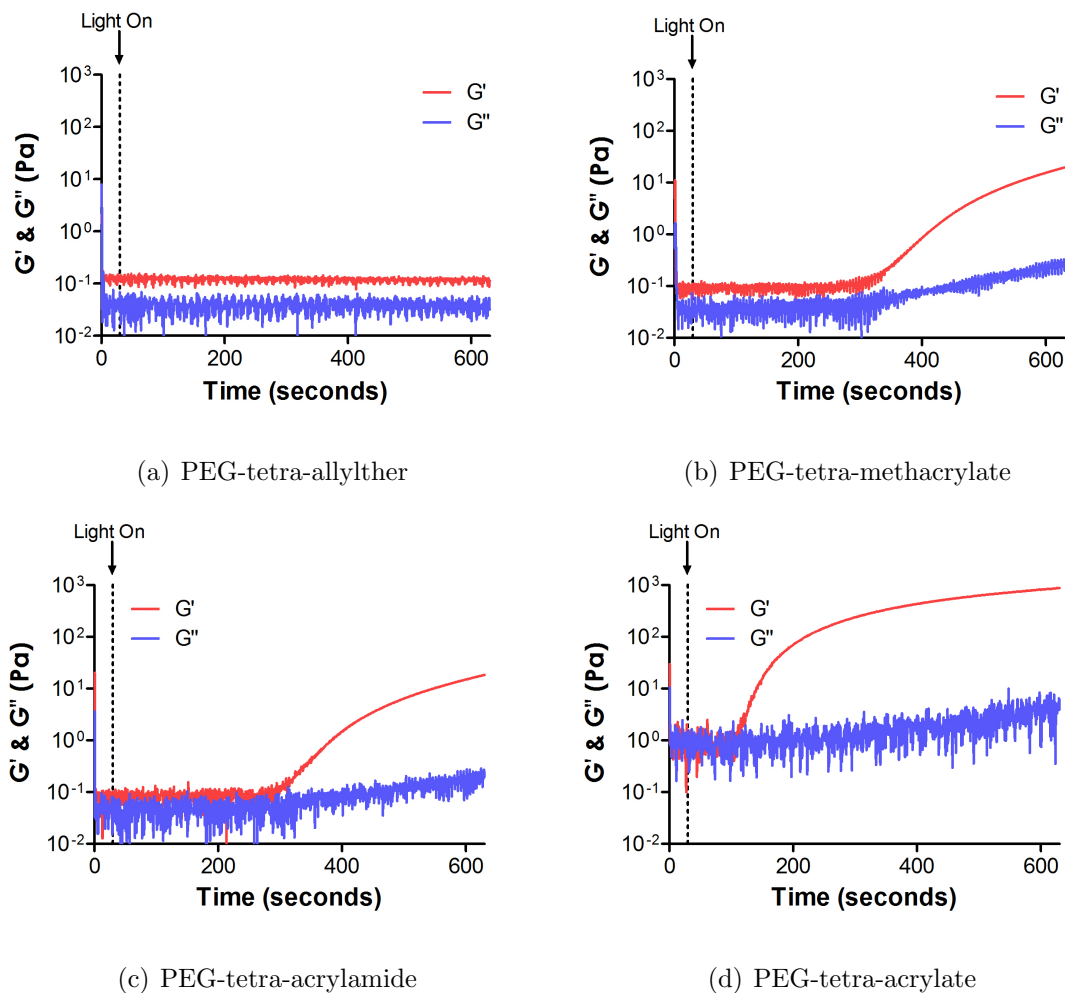 Light On
G'
G"
G' & G" (Pa)
10³
10²
10¹
10⁰
10⁻¹
10⁻²
0
200
400
600
Time (seconds)
(a) PEG-tetra-allylther
Light On
G'
G"
G' & G" (Pa)
10³
10²
10¹
10⁰
10⁻¹
10⁻²
0
200
400
600
Time (seconds)
(b) PEG-tetra-methacrylate
Light On
G'
G"
G' & G" (Pa)
10³
10²
10¹
10⁰
10⁻¹
10⁻²
0
200
400
600
Time (seconds)
(c) PEG-tetra-acrylamide
Light On
G'
G"
G' & G" (Pa)
10³
10²
10¹
10⁰
10⁻¹
10⁻²
0
200
400
600
Time (seconds)
(d) PEG-tetra-acrylate